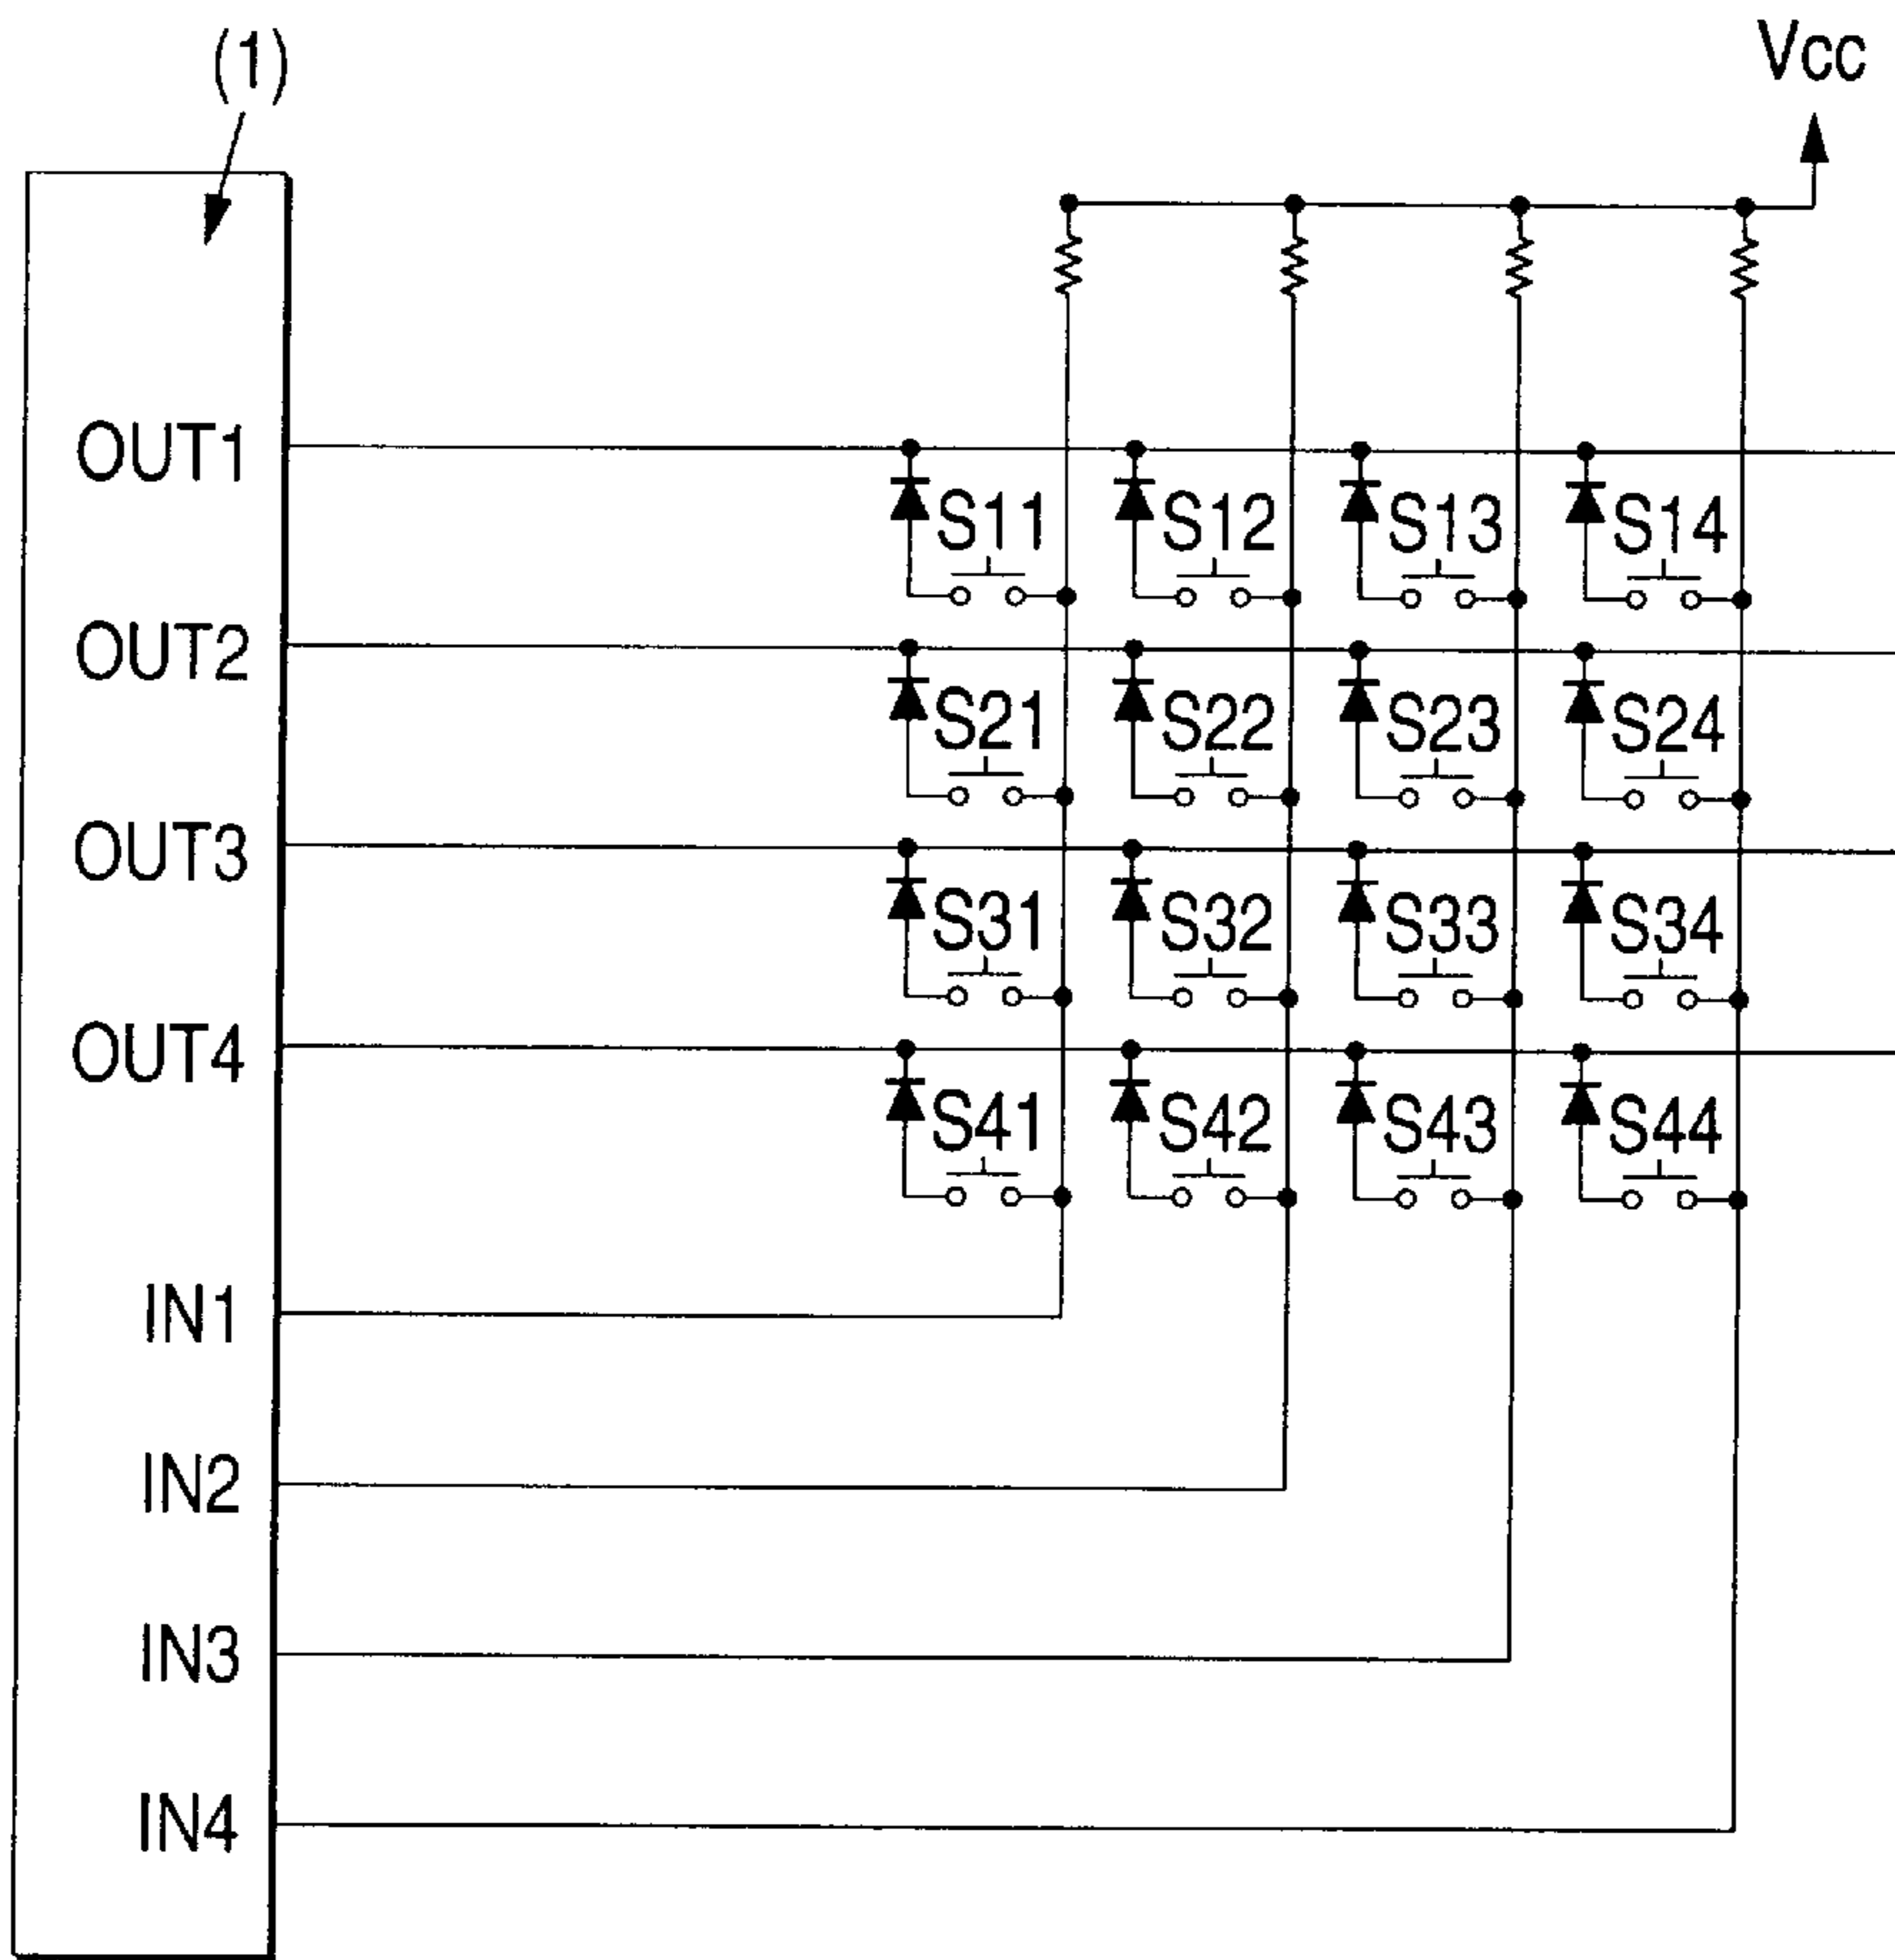 (1)
Vcc
OUT1
S11 S12 S13 S14
OUT2
S21 S22 S23 S24
OUT3
S31 S32 S33 S34
OUT4
S41 S42 S43 S44
IN1
IN2
IN3
IN4